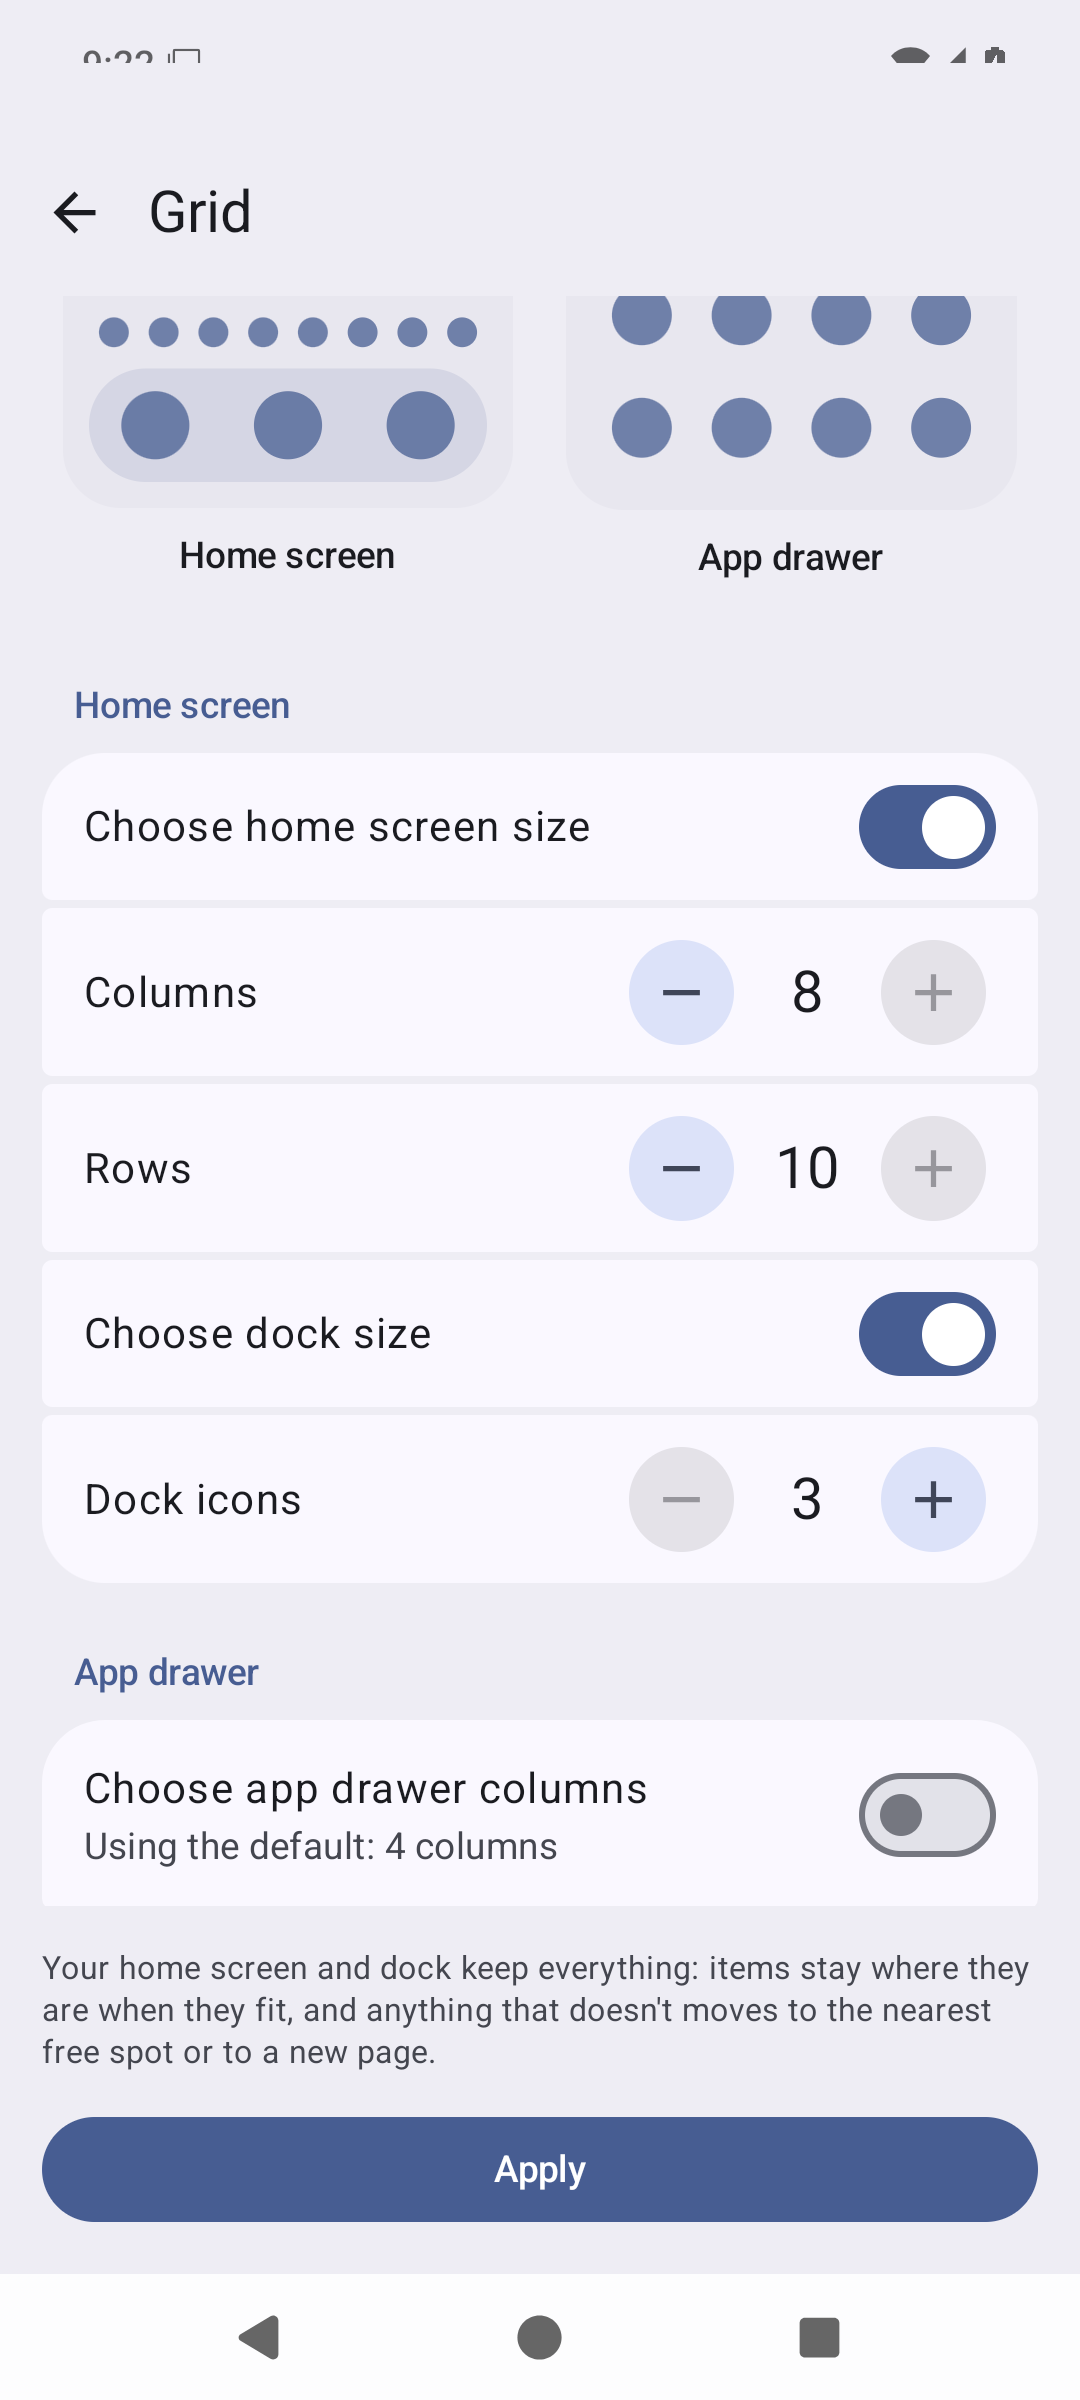 Grid
Home screen
App drawer
Home screen
Choose home screen size
Columns
8
Rows
10
Choose dock size
Dock icons
3
App drawer
Choose app drawer columns
Using the default: 4 columns
Your home screen and dock keep everything: items stay where they
are when they fit, and anything that doesn't moves to the nearest
free spot or to a new page.
Apply